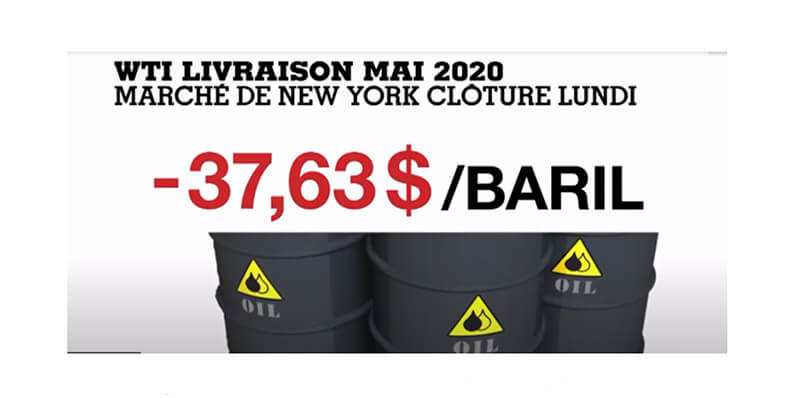 WTI LIVRAISON MAI 2020
MARCHÉ DE NEW YORK CLÔTURE LUNDI
-37,63$ /BARIL
OIL
OIL
OIL